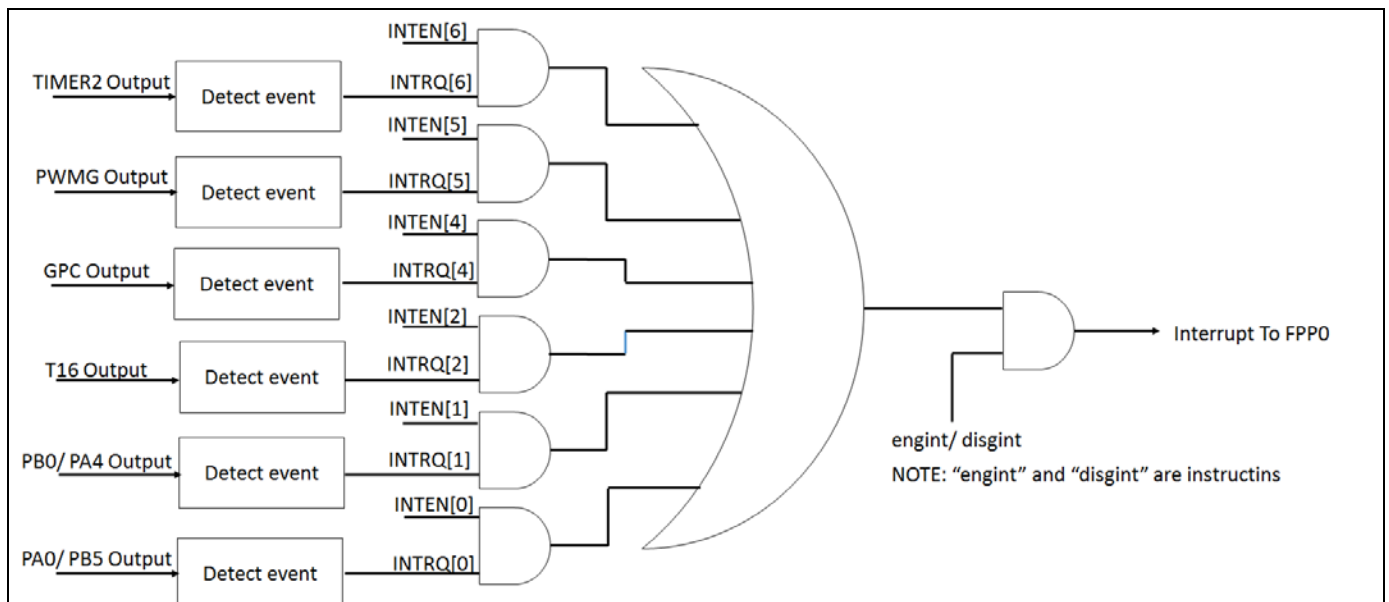 INTEN[6]
TIMER2 Output
Detect event
INTRQ[6]
INTEN[5]
PWMG Output
Detect event
INTRQ[5]
INTEN[4]
GPC Output
Detect event
INTRQ[4]
INTEN[2]
T16 Output
Detect event
INTRQ[2]
INTEN[1]
PB0/ PA4 Output
Detect event
INTRQ[1]
INTEN[0]
PA0/ PB5 Output
Detect event
INTRQ[0]
Interrupt To FPP0
engint/ disgint
NOTE: “engint” and “disgint” are instructins